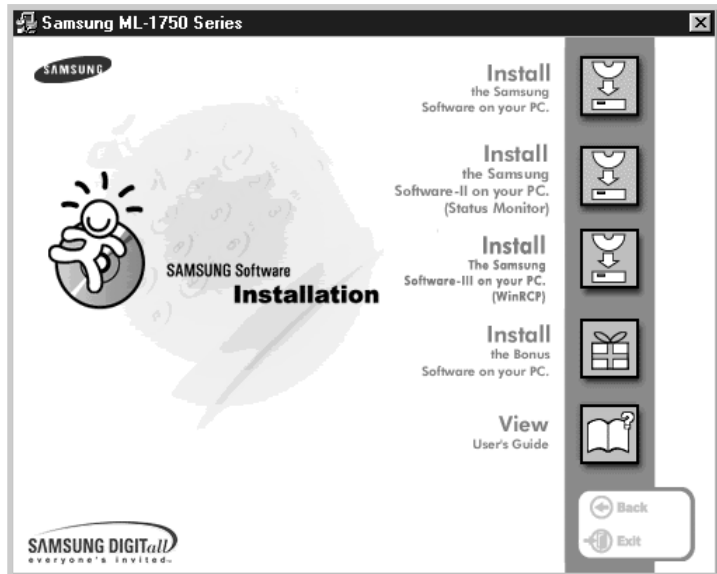 Samsung ML-1750 Series
SAMSUNG
Install
the Samsung
Software on your PC.
Install
the Samsung
Software-II on your PC.
(Status Monitor)
Install
The Samsung
Software-III on your PC.
(WinRCP)
SAMSUNG Software
Installation
Install
the Bonus
Software on your PC.
View
User's Guide
Back
Exit
SAMSUNG DIGITall
everyone's invited™